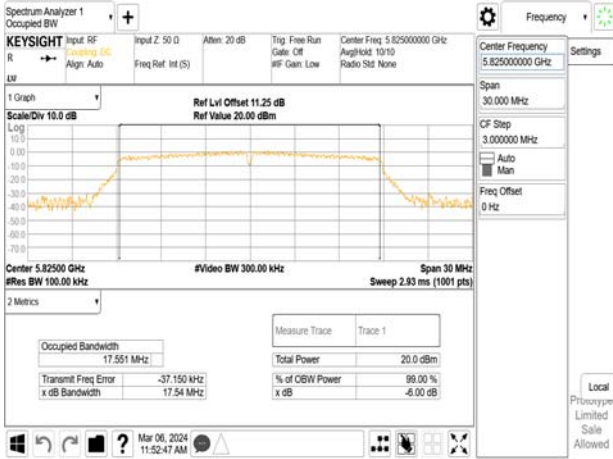 Spectrum Analyzer 1
Occupied BW
+
Frequency
KEYSIGHT
R
LXI
Input: RF
Coupling: DC
Align: Auto
Input Z: 50 Ω
Freq Ref: Int (S)
Atten: 20 dB
Trig: Free Run
Gate: Off
#IF Gain: Low
Center Freq: 5.825000000 GHz
Avg|Hold: 10/10
Radio Std: None
Center Frequency
5.825000000 GHz
Settings
Span
30.000 MHz
CF Step
3.000000 MHz
Auto
Man
Freq Offset
0 Hz
1 Graph
Scale/Div 10.0 dB
Ref Lvl Offset 11.25 dB
Ref Value 20.00 dBm
Log
10.0
0.00
-10.0
-20.0
-30.0
-40.0
-50.0
-60.0
-70.0
Center 5.82500 GHz
#Res BW 100.00 kHz
#Video BW 300.00 kHz
Span 30 MHz
Sweep 2.93 ms (1001 pts)
2 Metrics
Measure Trace Trace 1
Occupied Bandwidth
17.551 MHz
Total Power 20.0 dBm
Transmit Freq Error -37.150 kHz
% of OBW Power 99.00 %
x dB Bandwidth 17.54 MHz
x dB -6.00 dB
Local
Prototype
Limited
Sale
Allowed
?
Mar 06, 2024
11:52:47 AM